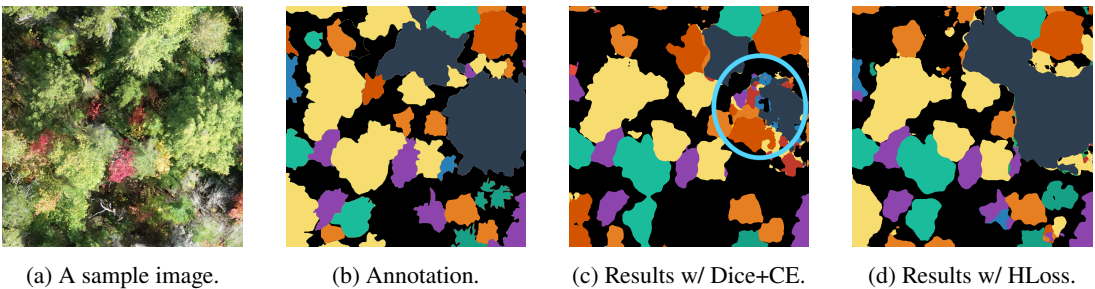 (a) A sample image.
(b) Annotation.
(c) Results w/ Dice+CE.
(d) Results w/ HLoss.